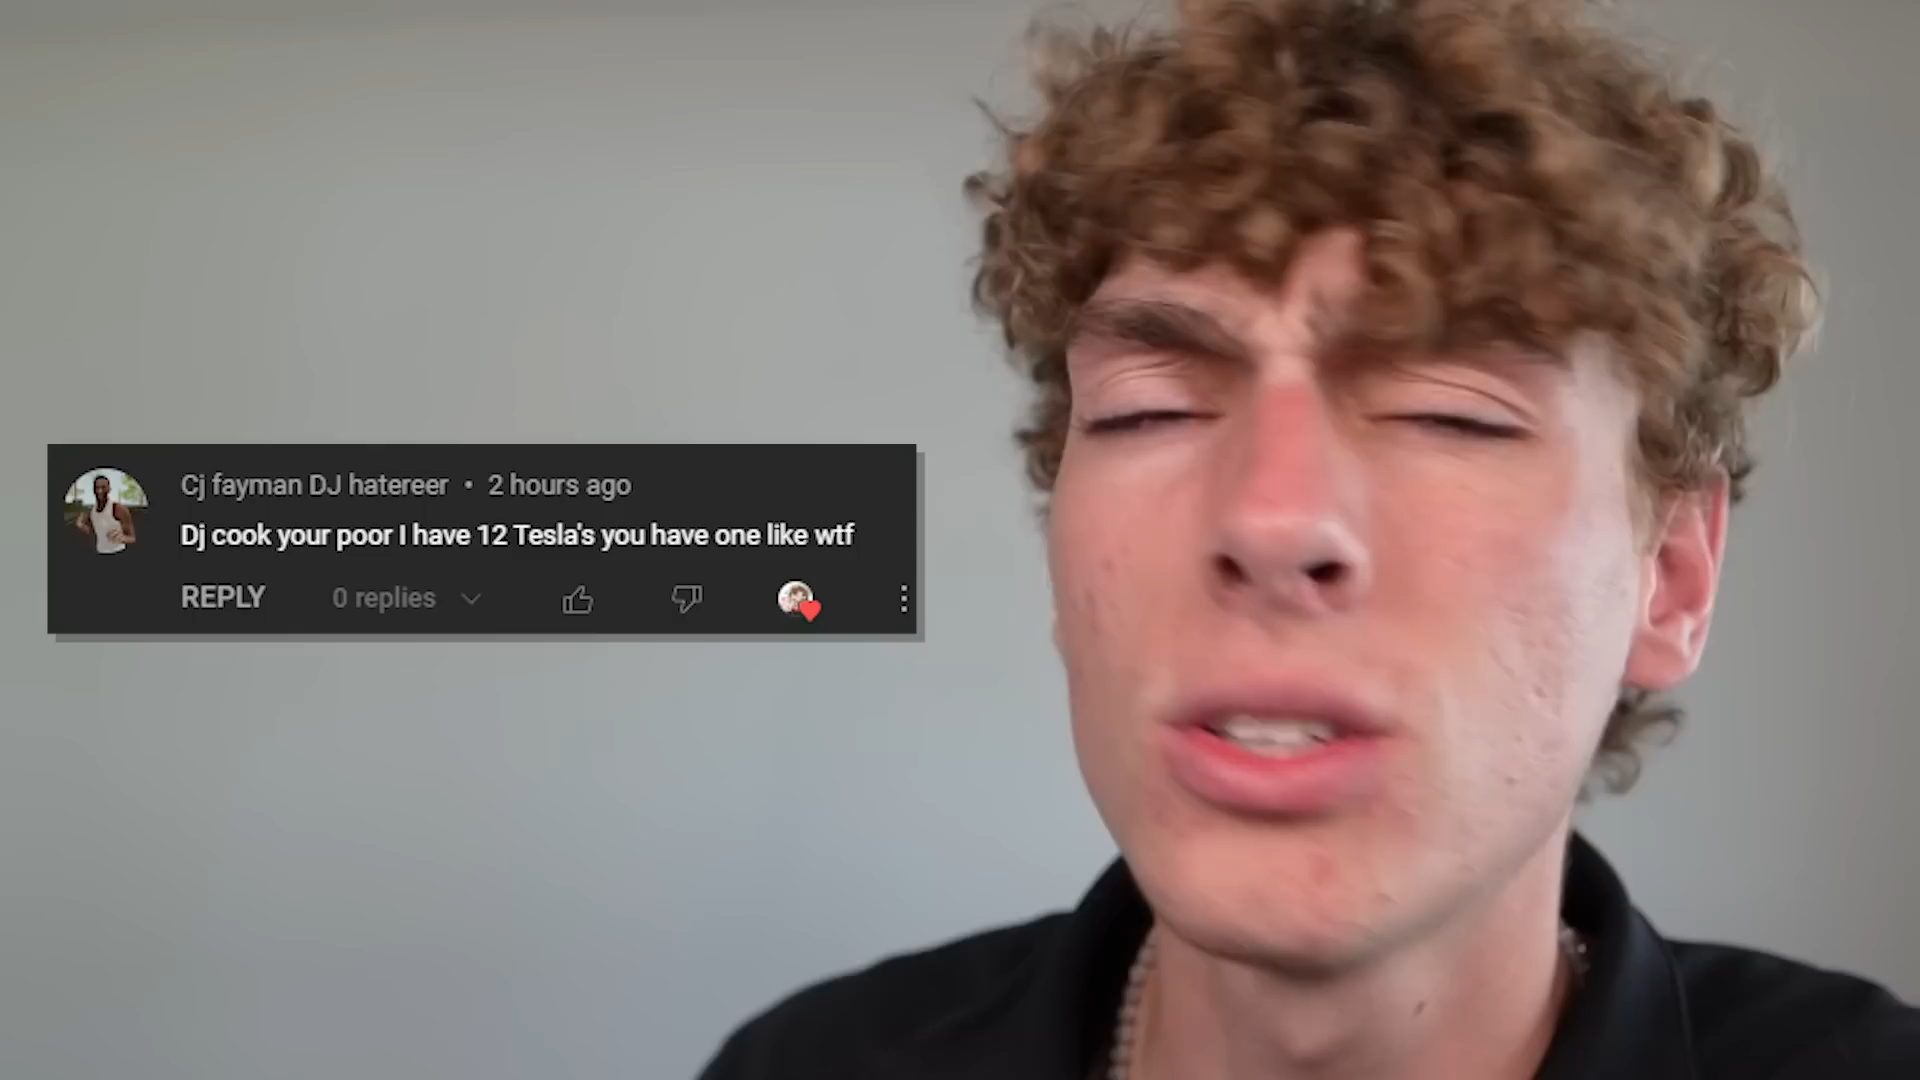 Cj fayman DJ hatereer • 2 hours ago
Dj cook your poor I have 12 Tesla's you have one like wtf
REPLY 0 replies